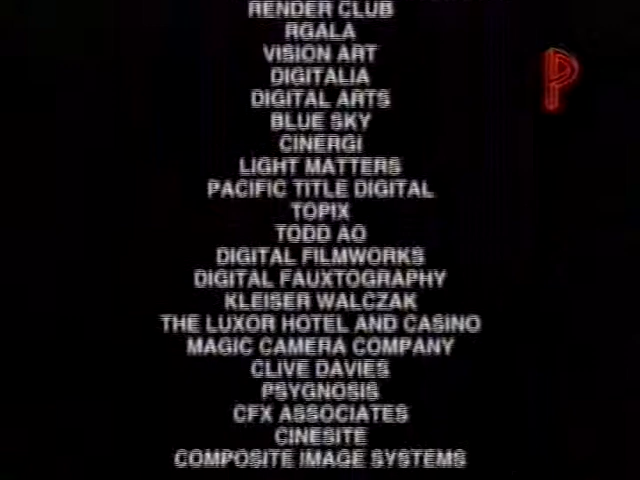 RENDER CLUB
RGALA
VISION ART
DIGITALIA
DIGITAL ARTS
BLUE SKY
CINERGI
LIGHT MATTERS
PACIFIC TITLE DIGITAL
TOPIX
TODD AO
DIGITAL FILMWORKS
DIGITAL FAUXTOGRAPHY
KLEISER WALCZAK
THE LUXOR HOTEL AND CASINO
MAGIC CAMERA COMPANY
CLIVE DAVIES
PSYGNOSIS
CFX ASSOCIATES
CINESITE
COMPOSITE IMAGE SYSTEMS
P